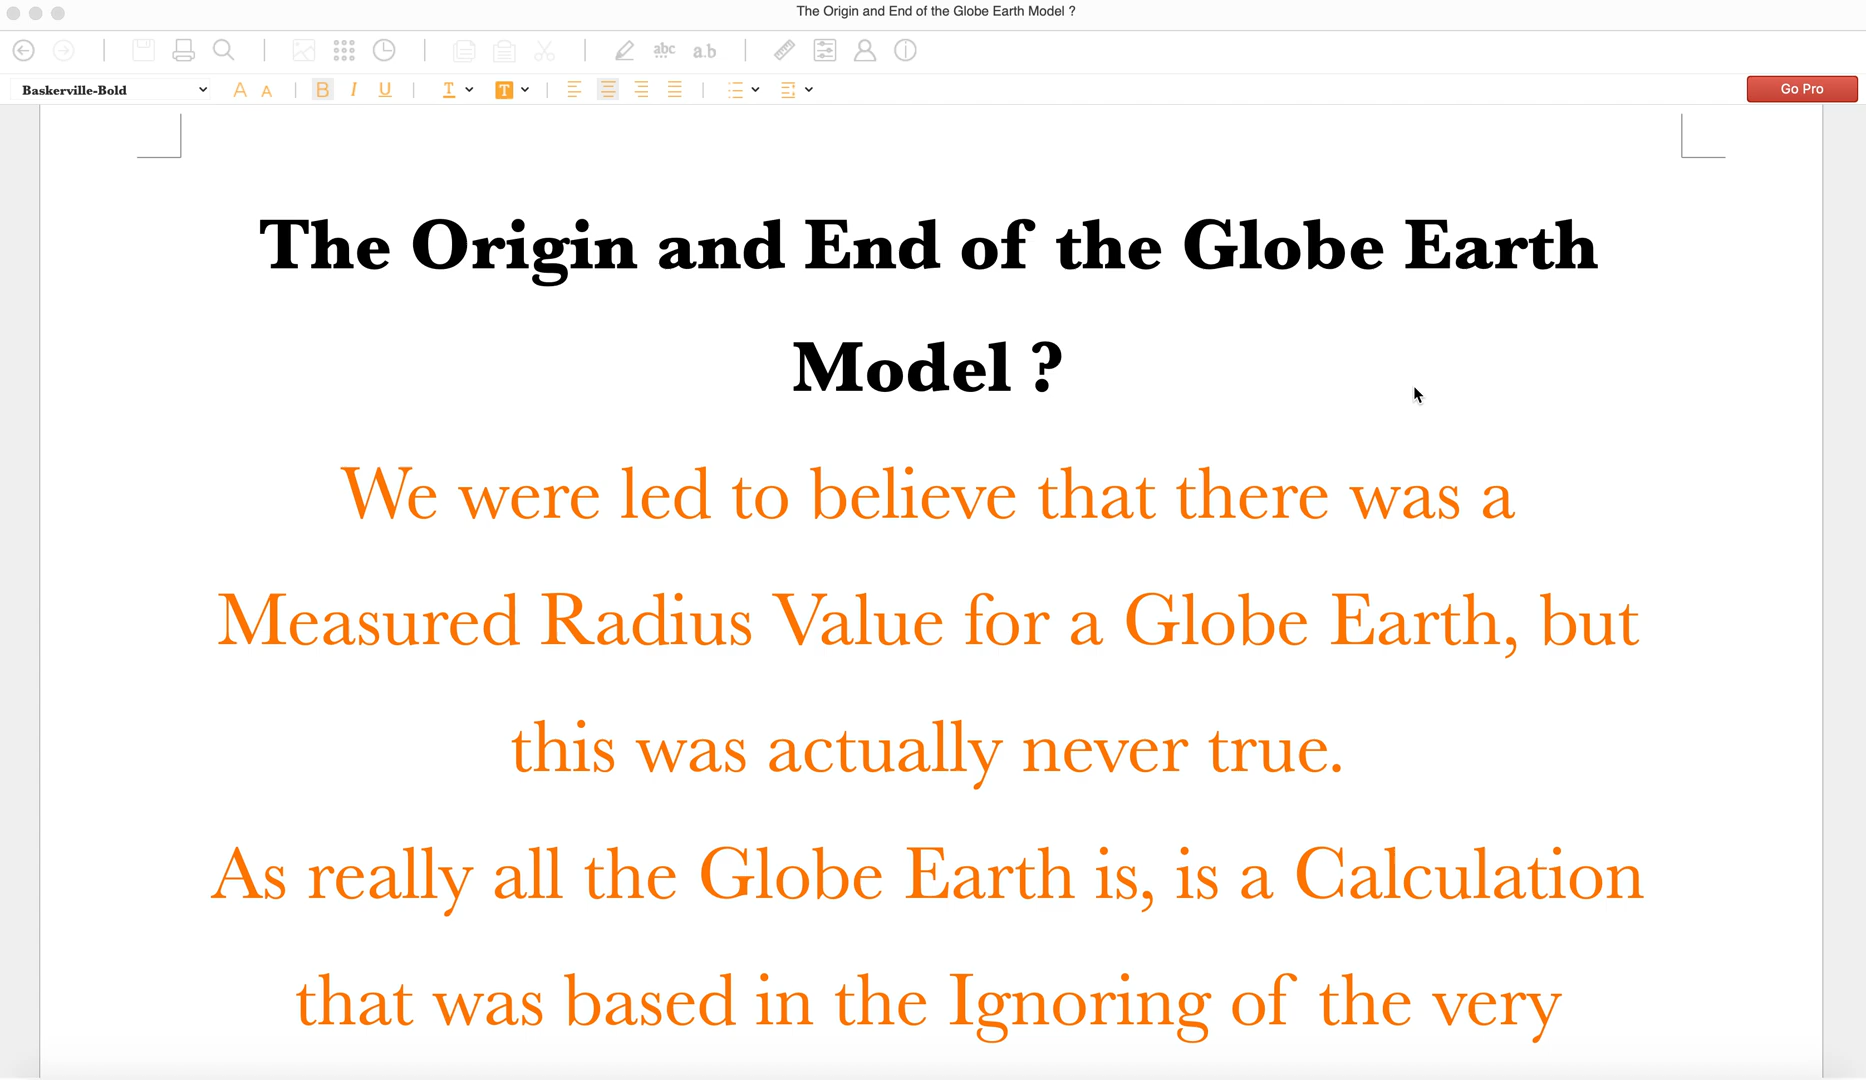 The Origin and End of the Globe Earth Model ?
abc
a.b
Baskerville-Bold
A A
B I U
T
T
Go Pro
The Origin and End of the Globe Earth
Model ?
We were led to believe that there was a
Measured Radius Value for a Globe Earth, but
this was actually never true.
As really all the Globe Earth is, is a Calculation
that was based in the Ignoring of the very